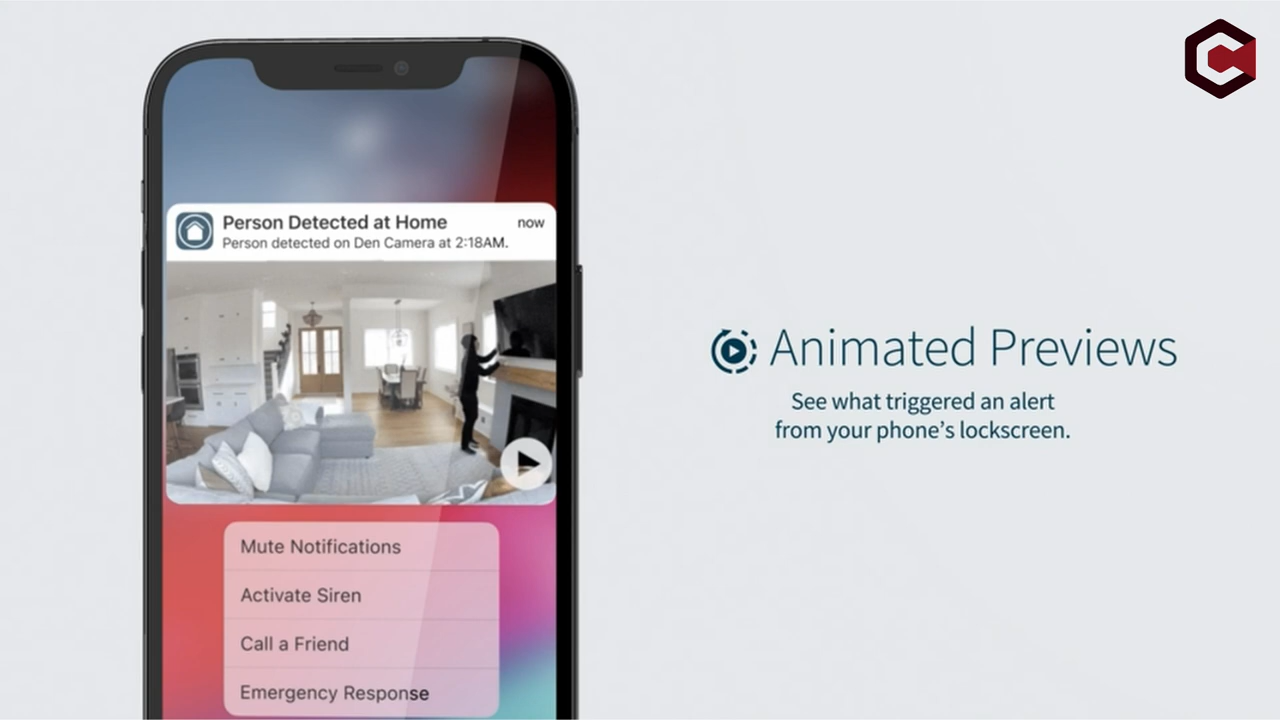 Person Detected at Home
now
Person detected on Den Camera at 2:18AM.
Mute Notifications
Activate Siren
Call a Friend
Emergency Response
Animated Previews
See what triggered an alert
from your phone’s lockscreen.